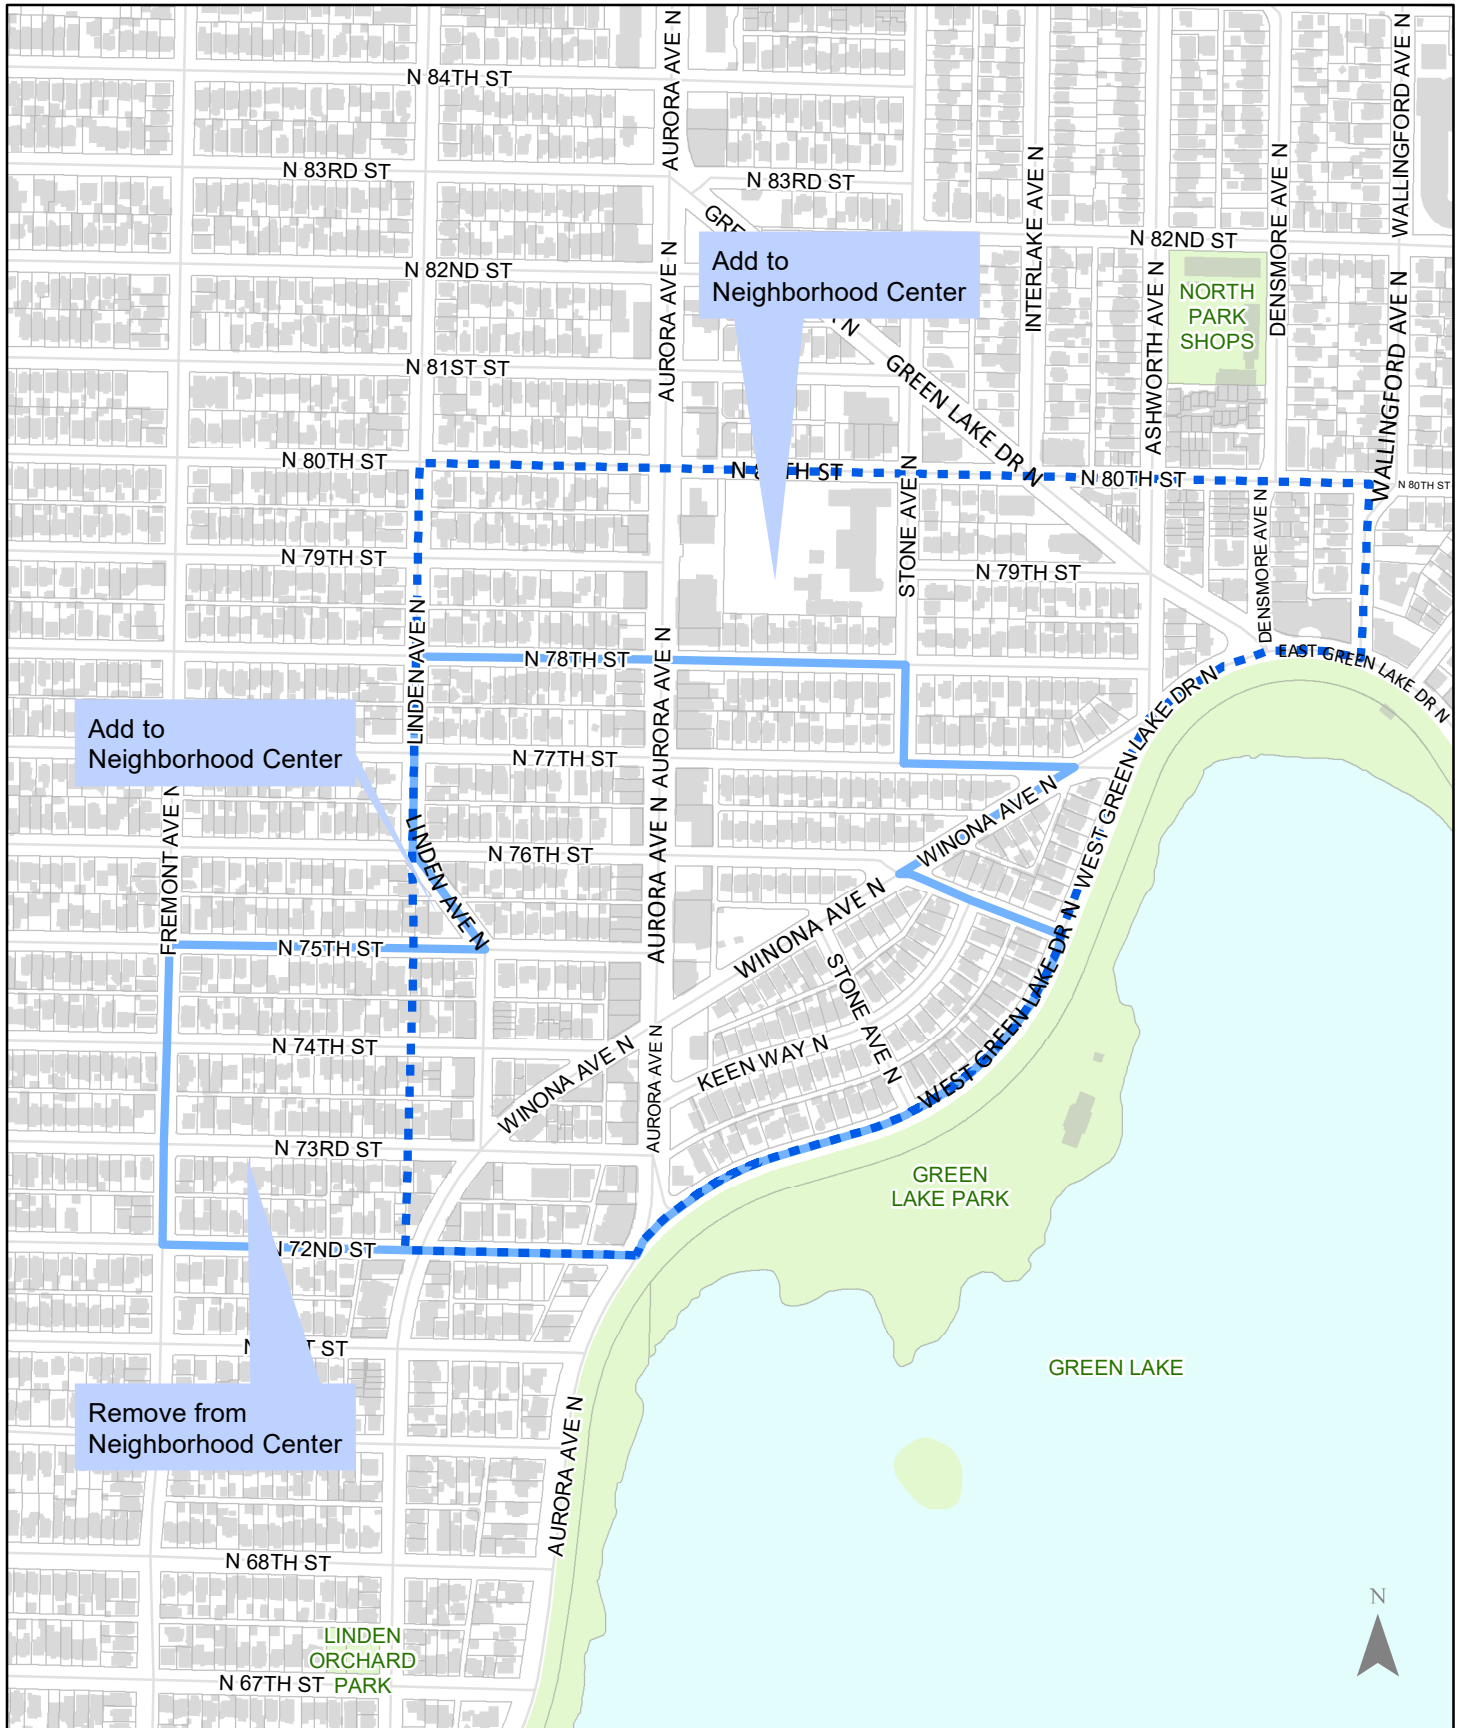 AURORA AVE N
WALLINGFORD AVE N
N 84TH ST
N 83RD ST
N 83RD ST
INTERLAKE AVE N
DENSMORE AVE N
N 82ND ST
N 82ND ST
AURORA AVE N
Add to
Neighborhood Center
ASHWORTH AVE N
NORTH
PARK
SHOPS
WALLINGFORD AVE N
N 81ST ST
GREEN LAKE DR N
N 80TH ST
N 80TH ST
N 80TH ST
STONE AVE N
DENSMORE AVE N
N 79TH ST
N 79TH ST
LINDEN AVE N
N 78TH ST
AURORA AVE N
AURORA AVE N
EAST GREEN LAKE DR N
WEST GREEN LAKE DR N
Add to
Neighborhood Center
N 77TH ST
FREMONT AVE N
LINDEN AVE N
N 76TH ST
WINONA AVE N
WINONA AVE N
N 75TH ST
STONE AVE N
WEST GREEN LAKE DR N
N 74TH ST
WINONA AVE N
AURORA AVE N
KEEN WAY N
N 73RD ST
GREEN
LAKE PARK
N 72ND ST
ST
GREEN LAKE
Remove from
Neighborhood Center
AURORA AVE N
N 68TH ST
LINDEN
ORCHARD
PARK
N 67TH ST
N